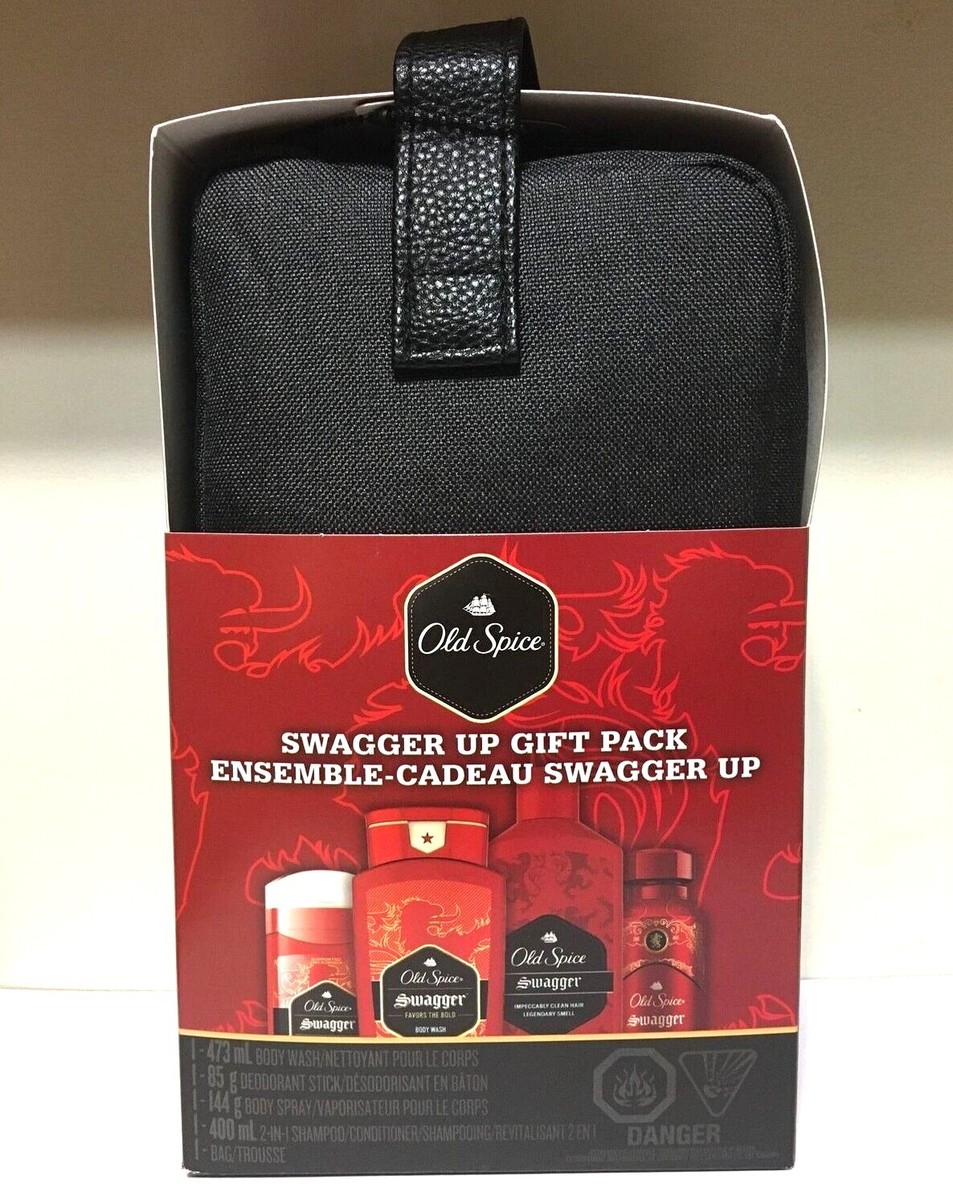 Old Spice
SWAGGER UP GIFT PACK
ENSEMBLE-CADEAU SWAGGER UP
Old Spice
Swagger
Old Spice
Swagger
FAVORS THE BOLD
BODY WASH
Old Spice
Swagger
IMPECCABLY CLEAN HAIR
LEGENDARY SMELL
Old Spice
Swagger
1 - 473 mL BODY WASH/NETTOYANT POUR LE CORPS
1 - 85 g DEODORANT STICK/DÉSODORISANT EN BÂTON
1 - 144 g BODY SPRAY/VAPORISATEUR POUR LE CORPS
1 - 400 mL 2-IN-1 SHAMPOO/CONDITIONER/SHAMPOOING/REVITALISANT 2 EN 1
1 - BAG/TROUSSE
DANGER